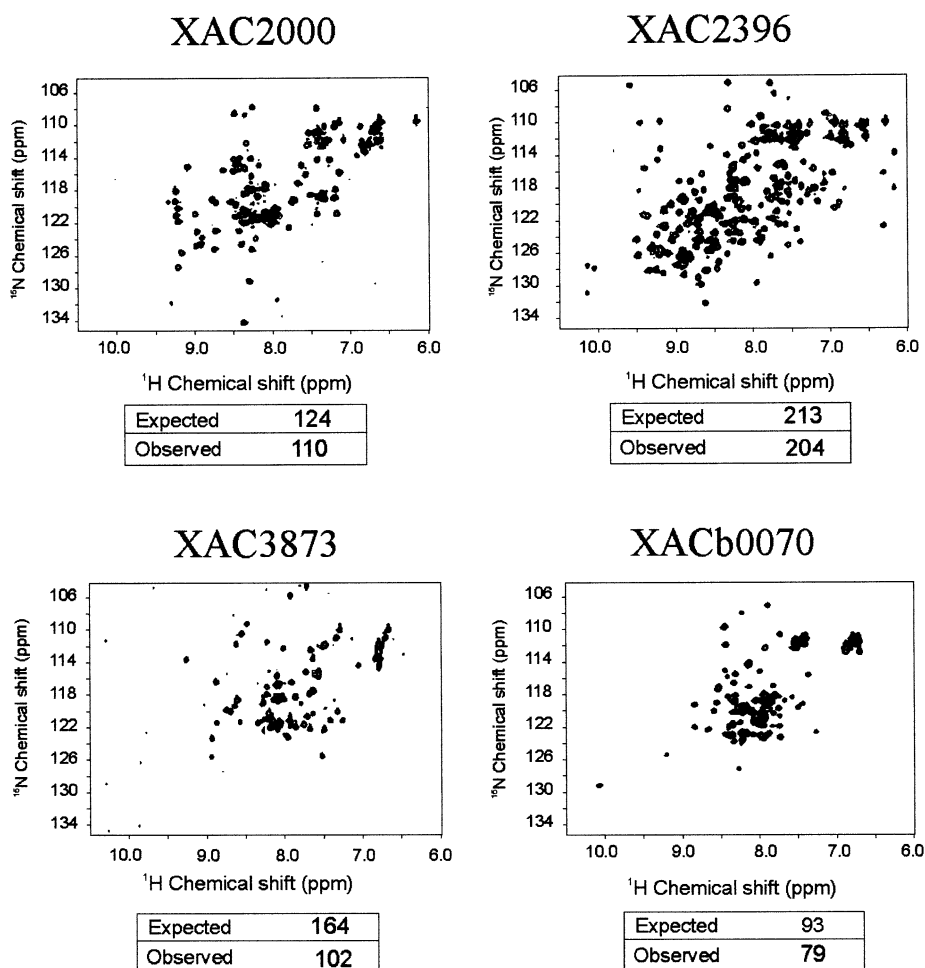 XAC2000
106
110
114
118
122
126
130
134
¹⁵N Chemical shift (ppm)
10.0 9.0 8.0 7.0 6.0
¹H Chemical shift (ppm)
Expected 124
Observed 110
XAC2396
106
110
114
118
122
126
130
134
¹⁵N Chemical shift (ppm)
10.0 9.0 8.0 7.0 6.0
¹H Chemical shift (ppm)
Expected 213
Observed 204
XAC3873
106
110
114
118
122
126
130
134
¹⁵N Chemical shift (ppm)
10.0 9.0 8.0 7.0 6.0
¹H Chemical shift (ppm)
Expected 164
Observed 102
XACb0070
106
110
114
118
122
126
130
134
¹⁵N Chemical shift (ppm)
10.0 9.0 8.0 7.0 6.0
¹H Chemical shift (ppm)
Expected 93
Observed 79